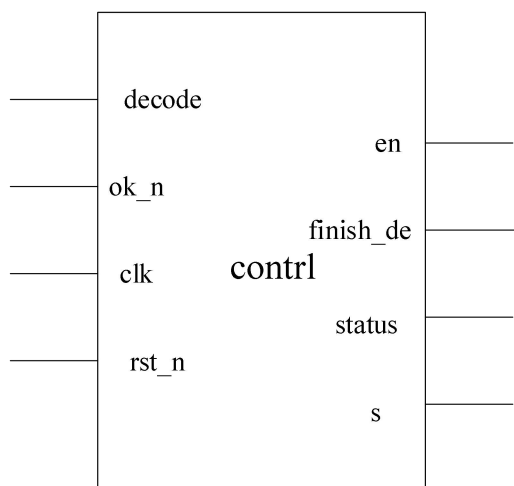 decode
ok_n
clk
rst_n
contrl
en
finish_de
status
s